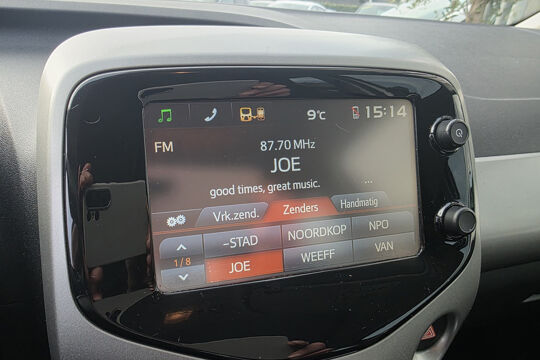 9°C 15:14
FM
87.70 MHz
JOE
good times, great music.
...
Vrk.zend. Zenders Handmatig
1/8
-STAD NOORDKOP NPO
JOE WEEFF VAN